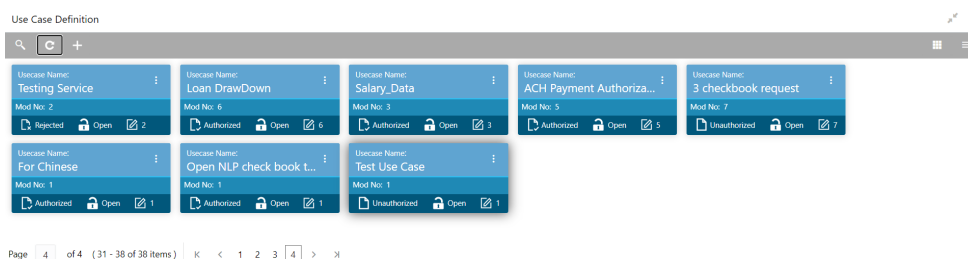 Use Case Definition
Usecase Name: Usecase Name: Usecase Name: Usecase Name: Usecase Name:
Testing Service Loan DrawDown Salary_Data ACH Payment Authoriza... 3 checkbook request
Mod No: 2 Mod No: 6 Mod No: 3 Mod No: 5 Mod No: 7
Rejected Open 2 Authorized Open 6 Authorized Open 3 Authorized Open 5 Unauthorized Open 7
Usecase Name: Usecase Name: Usecase Name:
For Chinese Open NLP check book t... Test Use Case
Mod No: 1 Mod No: 1 Mod No: 1
Authorized Open 1 Authorized Open 1 Unauthorized Open 1
Page 4 of 4 (31 - 38 of 38 items) 1 2 3 4